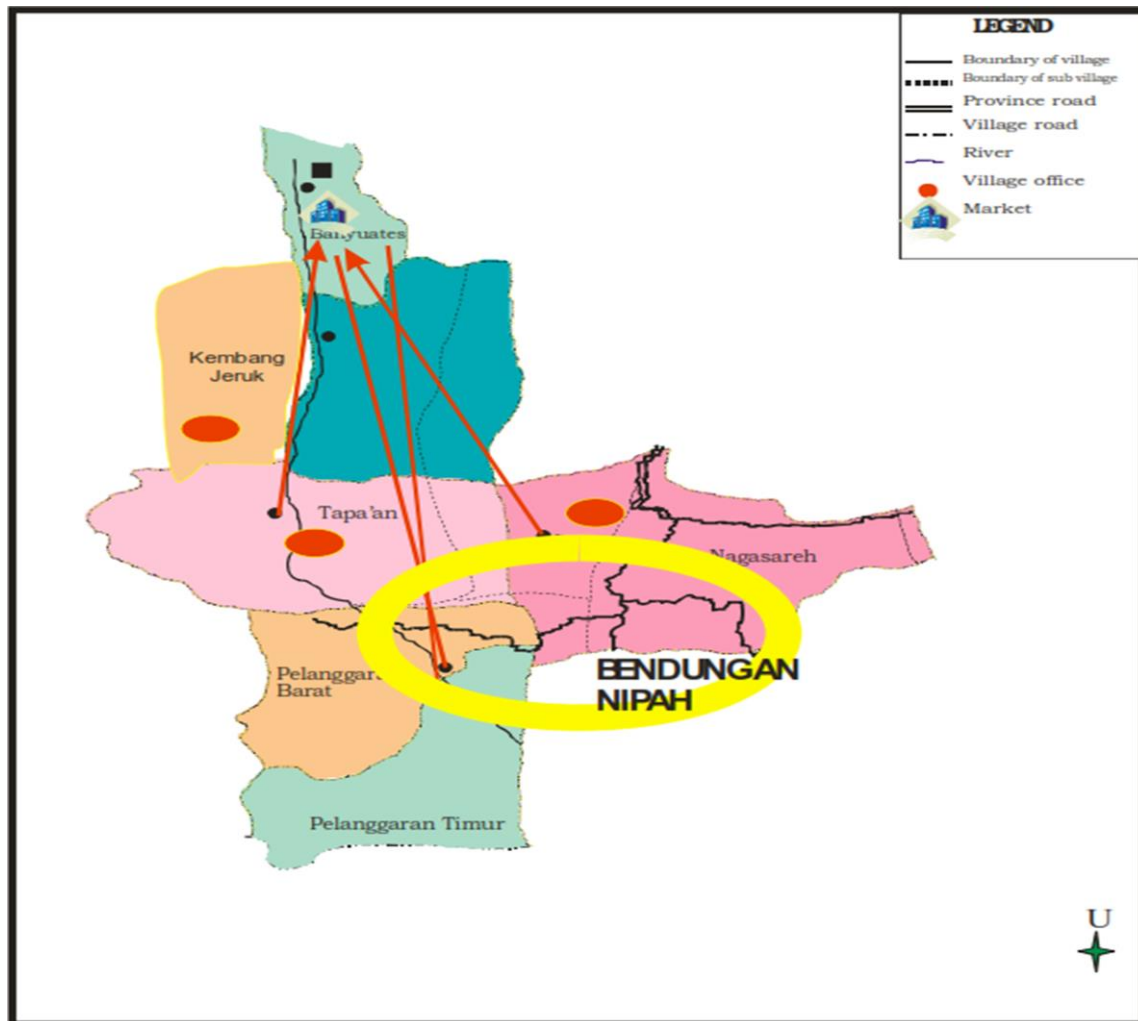 LEGEND
Boundary of village
Boundary of sub village
Province road
Village road
River
Village office
Market
Banyuates
Kembang
Jeruk
Tapa'an
Nagasareh
Pelanggara
Barat
BENDUNGAN
NIPAH
Pelanggaran Timur
U